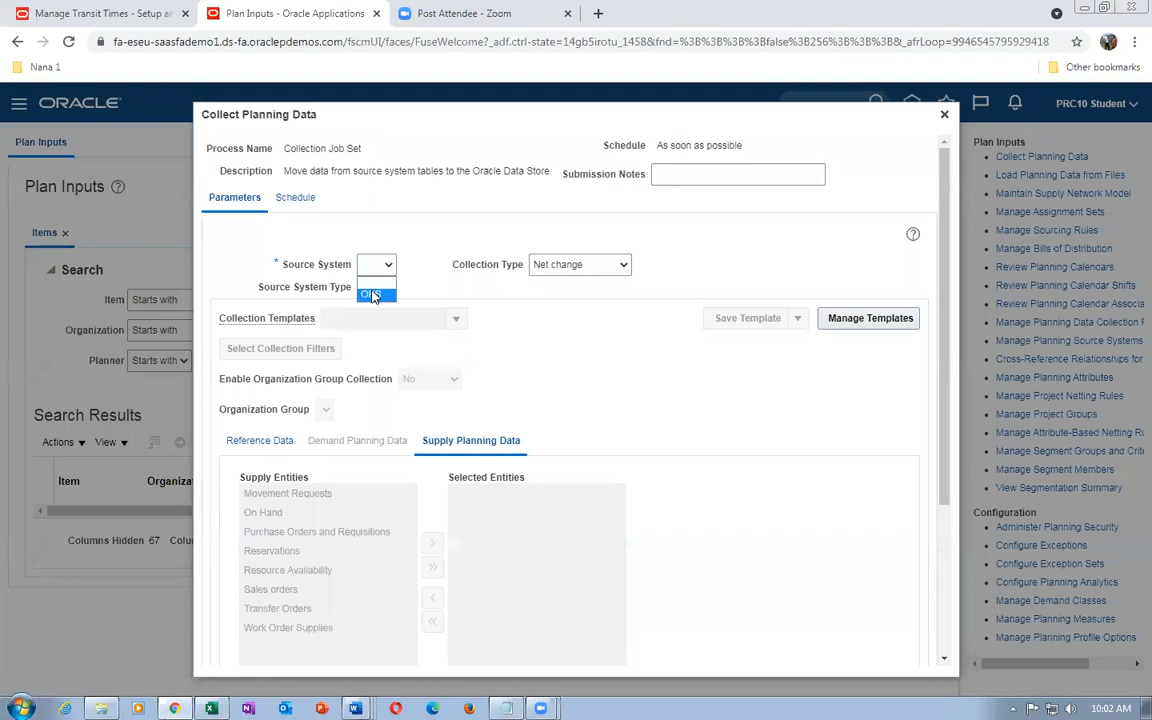 Manage Transit Times - Setup ar
Plan Inputs - Oracle Applications
Post Attendee - Zoom
fa-eseu-saasfademo1.ds-fa.oraclepdemos.com/fscmUI/faces/FuseWelcome?_adf.ctrl-state=14gb5irotu_1458&fnd=%3B%3B%3B%3Bfalse%3B256%3B%3B%3B&_afrLoop=9946545795929418
Nana 1
Other bookmarks
ORACLE
PRC10 Student
Plan Inputs
Plan Inputs
Items
Search
Item Starts with
Organization Starts with
Planner Starts with
Search Results
Actions View
Item Organiza
Columns Hidden 67 Colu
Collect Planning Data
Process Name Collection Job Set
Schedule As soon as possible
Description Move data from source system tables to the Oracle Data Store.
Submission Notes
Parameters Schedule
* Source System
Collection Type Net change
Source System Type
Collection Templates
Save Template
Manage Templates
Select Collection Filters
Enable Organization Group Collection No
Organization Group
Reference Data Demand Planning Data Supply Planning Data
Supply Entities Selected Entities
Movement Requests
On Hand
Purchase Orders and Requisitions
Reservations
Resource Availability
Sales orders
Transfer Orders
Work Order Supplies
Plan Inputs
Collect Planning Data
Load Planning Data from Files
Maintain Supply Network Model
Manage Assignment Sets
Manage Sourcing Rules
Manage Bills of Distribution
Review Planning Calendars
Review Planning Calendar Shifts
Review Planning Calendar Associa
Manage Planning Data Collection F
Manage Planning Source Systems
Cross-Reference Relationships for
Manage Planning Attributes
Manage Project Netting Rules
Manage Project Groups
Manage Attribute-Based Netting Ru
Manage Segment Groups and Crite
Manage Segment Members
View Segmentation Summary
Configuration
Administer Planning Security
Configure Exceptions
Configure Exception Sets
Configure Planning Analytics
Manage Demand Classes
Manage Planning Measures
Manage Planning Profile Options
10:02 AM